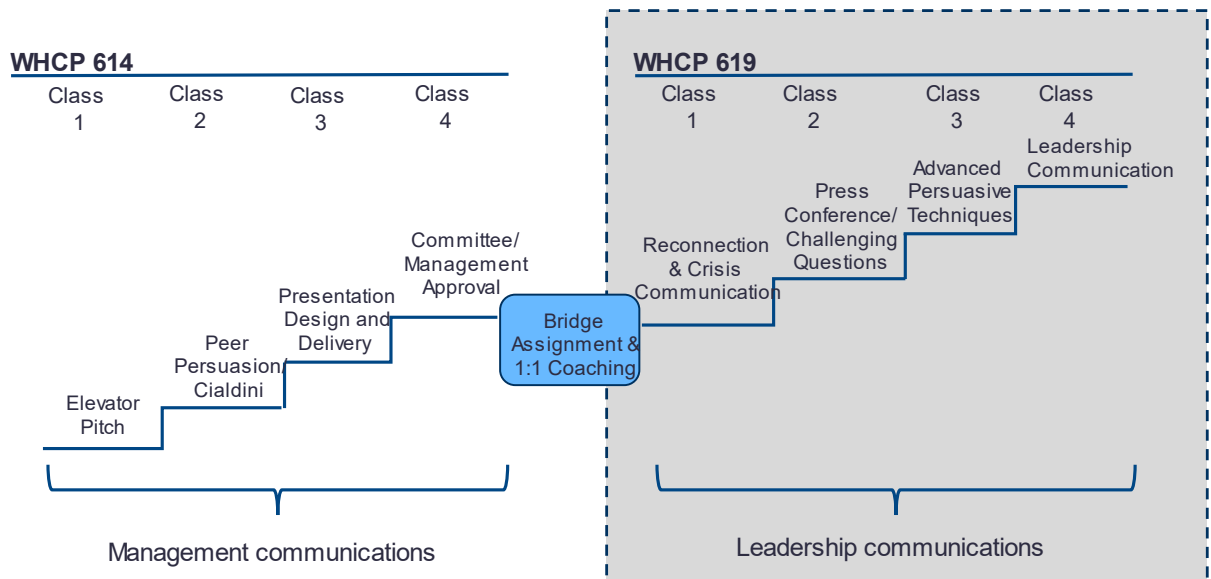 WHCP 614
Class
1
Class
2
Class
3
Class
4
Elevator
Pitch
Peer
Persuasion/
Cialdini
Presentation
Design and
Delivery
Committee/
Management
Approval
Management communications
Bridge
Assignment &
1:1 Coaching
WHCP 619
Class
1
Class
2
Class
3
Class
4
Reconnection
& Crisis
Communication
Press
Conference/
Challenging
Questions
Advanced
Persuasive
Techniques
Leadership
Communication
Leadership communications